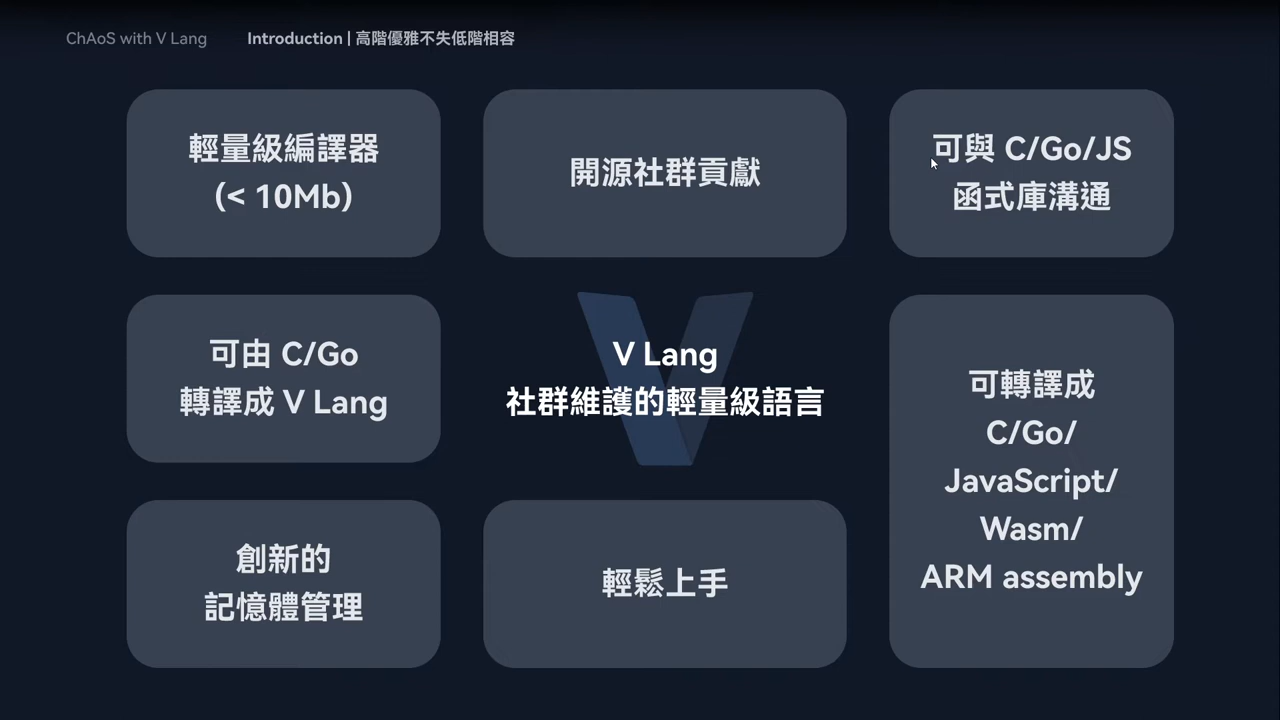 ChAoS with V Lang
Introduction | 高階優雅不失低階相容
輕量級編譯器
(< 10Mb)
開源社群貢獻
可與 C/Go/JS
函式庫溝通
可由 C/Go
轉譯成 V Lang
V Lang
社群維護的輕量級語言
可轉譯成
C/Go/
JavaScript/
Wasm/
ARM assembly
創新的
記憶體管理
輕鬆上手